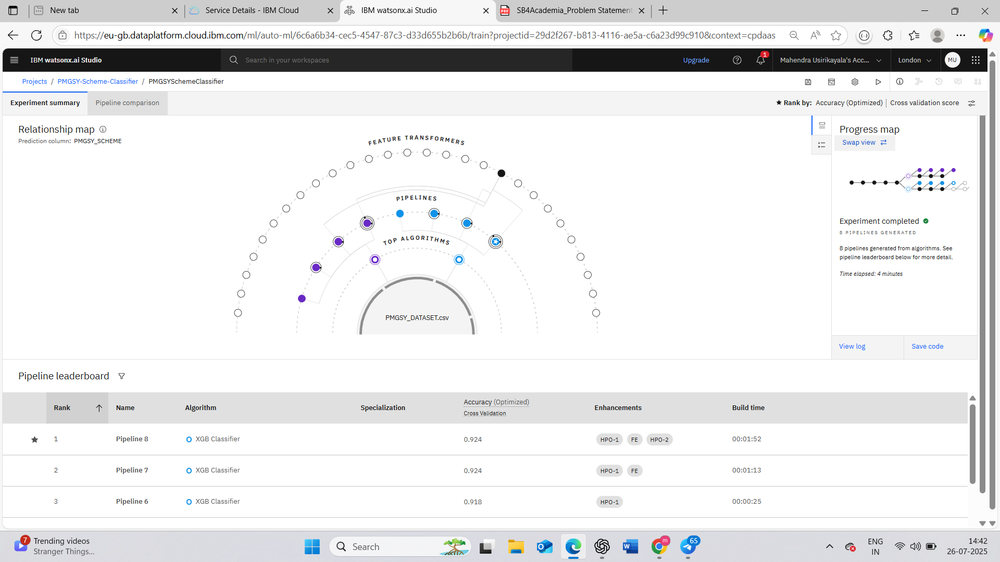 New tab
Service Details - IBM Cloud
IBM watsonx.ai Studio
SB4Academia_Problem Statement
https://eu-gb.dataplatform.cloud.ibm.com/ml/auto-ml/6c6a6b34-cec5-4547-87c3-d33d655b2b6b/train?projectid=29d2f267-b813-4116-ae5a-c6a23d99c910&context=cpdaas
IBM watsonx.ai Studio
Search in your workspaces
Upgrade
1
Mahendra Usirikayala's Acc...
London
MU
Projects / PMGSY-Scheme-Classifier / PMGSYSchemeClassifier
Experiment summary
Pipeline comparison
Rank by: Accuracy (Optimized) | Cross validation score
Relationship map
Prediction column: PMGSY_SCHEME
FEATURE TRANSFORMERS
PIPELINES
TOP ALGORITHMS
PMGSY_DATASET.csv
Progress map
Swap view
Experiment completed
8 PIPELINES GENERATED
8 pipelines generated from algorithms. See
pipeline leaderboard below for more detail.
Time elapsed: 4 minutes
View log
Save code
Pipeline leaderboard
Rank Name Algorithm Specialization Accuracy (Optimized) Enhancements Build time
Cross Validation
1 Pipeline 8 XGB Classifier 0.924 HPO-1 FE HPO-2 00:01:52
2 Pipeline 7 XGB Classifier 0.924 HPO-1 FE 00:01:13
3 Pipeline 6 XGB Classifier 0.918 HPO-1 00:00:25
7
Trending videos
Stranger Things...
Search
m
65
ENG
IN
14:42
26-07-2025